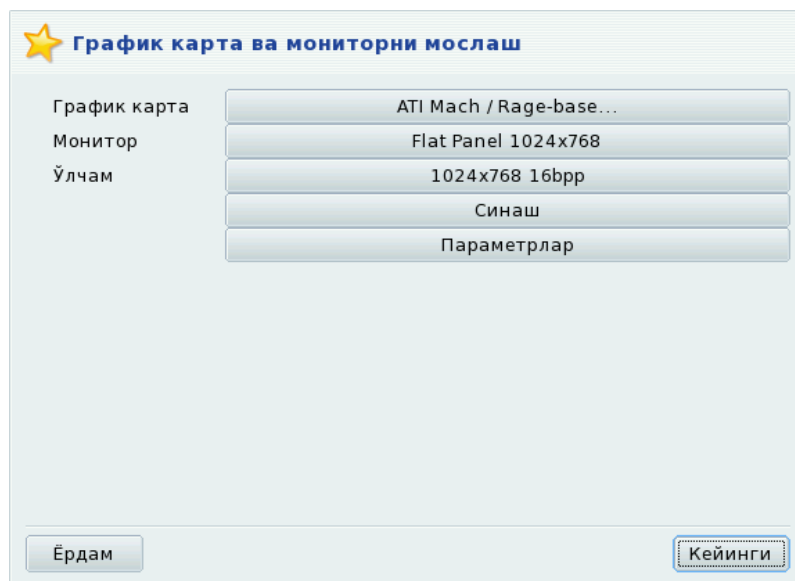 График карта ва мониторни мослаш
График карта ATI Mach / Rage-base...
Монитор Flat Panel 1024x768
Ўлчам 1024x768 16bpp
Синаш
Параметрлар
Ёрдам Кейинги